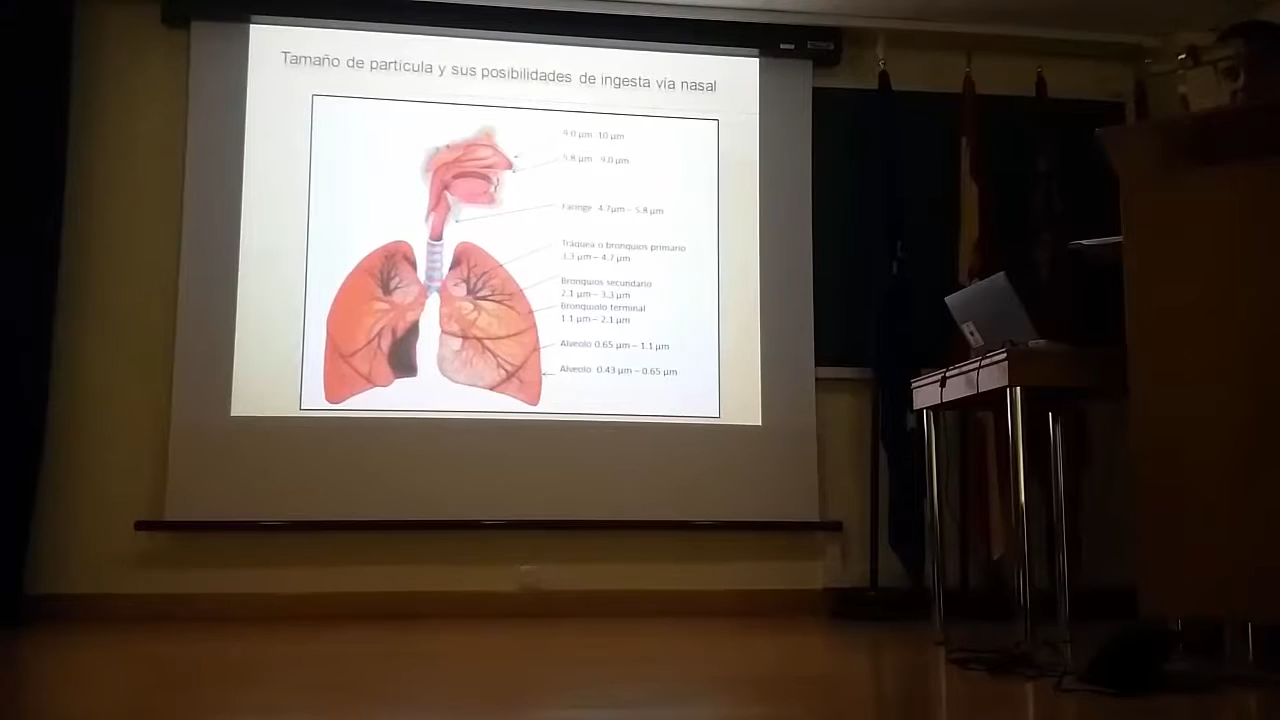 Tamaño de partícula y sus posibilidades de ingesta vía nasal
9.0 µm 10 µm
5.8 µm 9.0 µm
Faringe 4.7µm – 5.8 µm
Tráquea o bronquios primario
3.3 µm – 4.7 µm
Bronquios secundario
2.1 µm – 3.3 µm
Bronquiolo terminal
1.1 µm – 2.1 µm
Alveolo 0.65 µm – 1.1 µm
Alveolo 0.43 µm – 0.65 µm